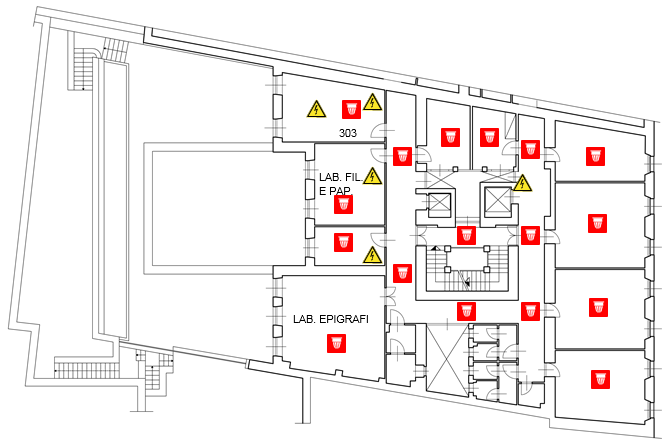 303
LAB. FIL.
E PAP.
LAB. EPIGRAFI